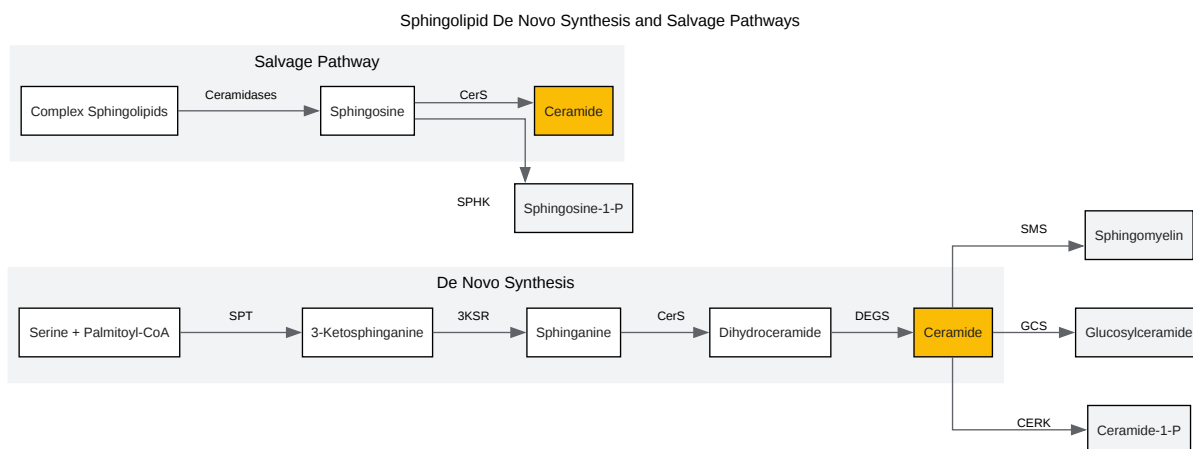 Sphingolipid De Novo Synthesis and Salvage Pathways
Salvage Pathway
Complex Sphingolipids
Ceramidases
Sphingosine
CerS
Ceramide
SPHK
Sphingosine-1-P
De Novo Synthesis
Serine + Palmitoyl-CoA
SPT
3-Ketosphinganine
3KSR
Sphinganine
CerS
Dihydroceramide
DEGS
Ceramide
SMS
Sphingomyelin
GCS
Glucosylceramide
CERK
Ceramide-1-P